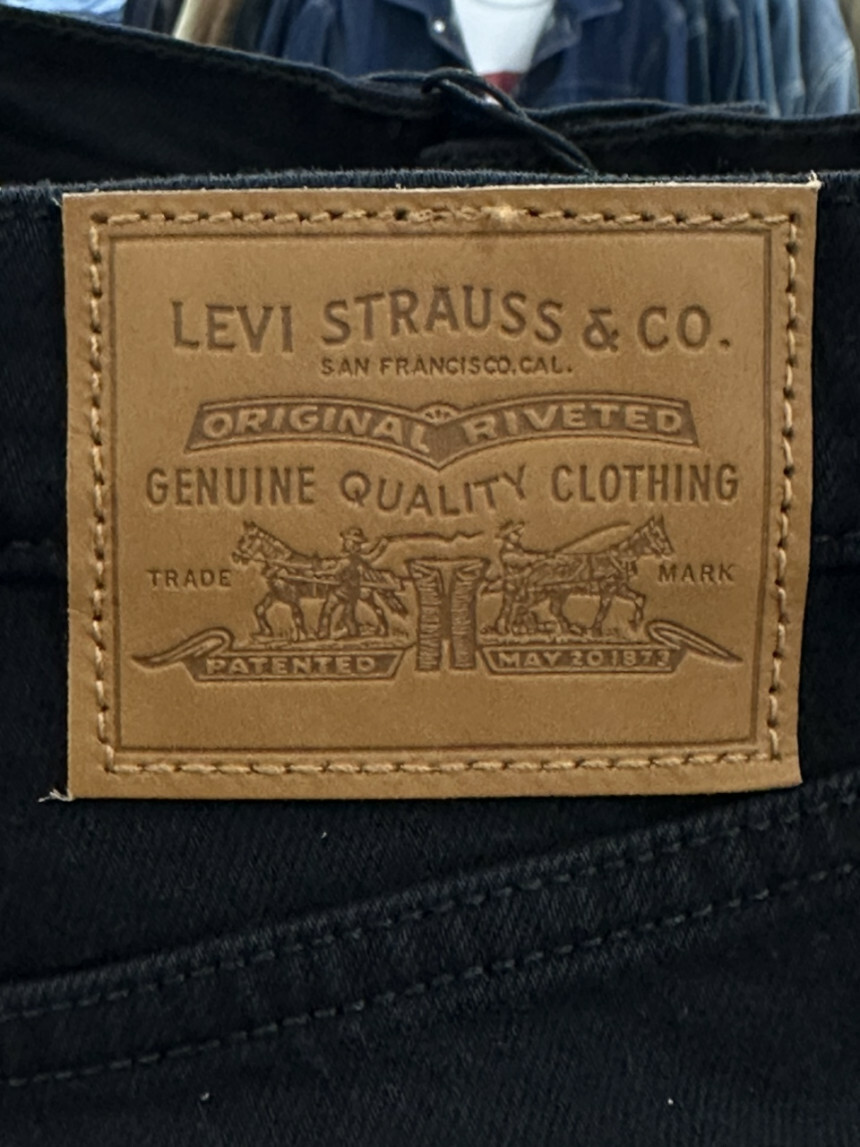 LEVI STRAUSS & CO.
SAN FRANCISCO, CAL.
ORIGINAL RIVETED
GENUINE QUALITY CLOTHING
TRADE MARK
PATENTED MAY 20 1873